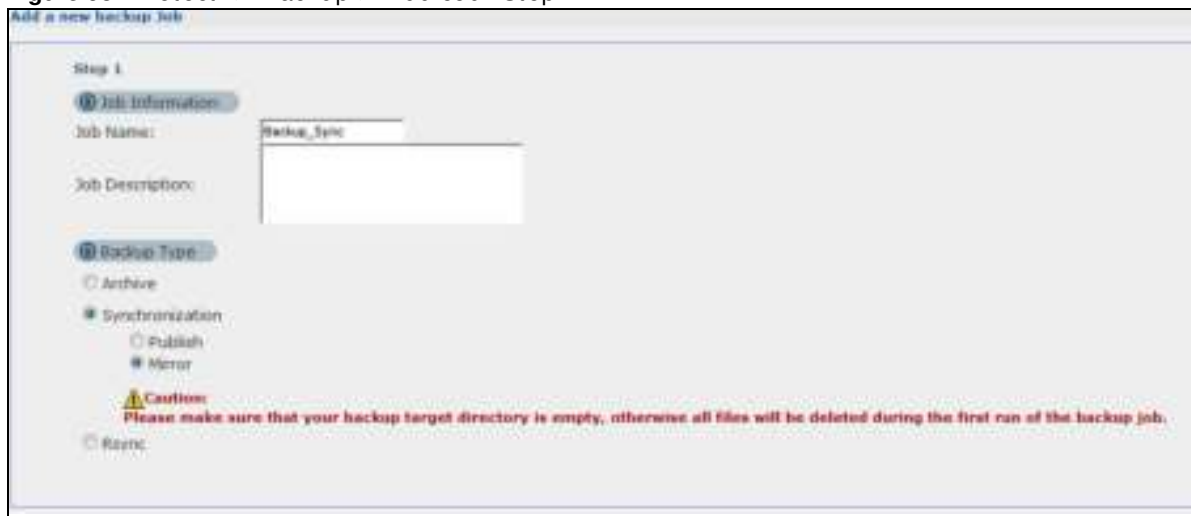 Add a new backup Job
Step 1
Job Information
Job Name:
Backup_Sync
Job Description:
Backup Type
Archive
Synchronization
Publish
Mirror
Caution:
Please make sure that your backup target directory is empty, otherwise all files will be deleted during the first run of the backup job.
Rsync